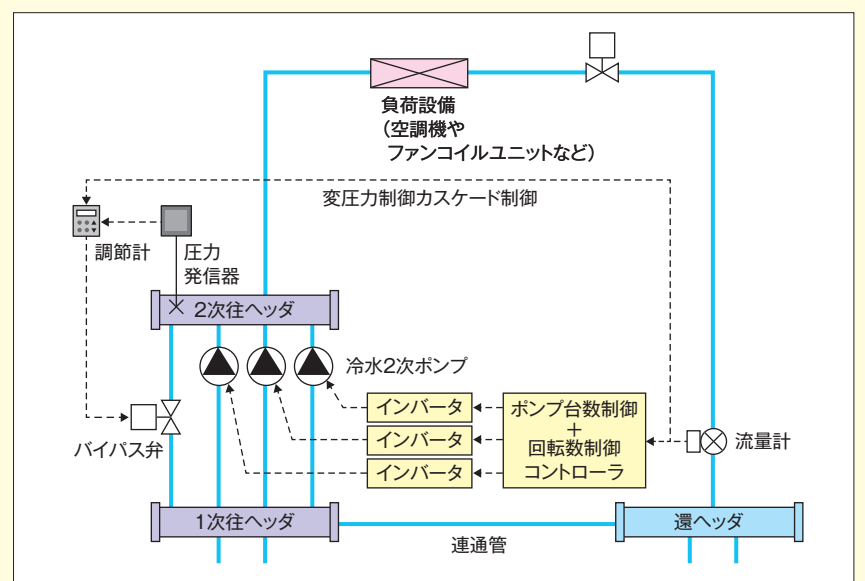 負荷設備
(空調機や
ファンコイルユニットなど)
変圧力制御カスケード制御
調節計
圧力
発信器
2次往ヘッダ
冷水2次ポンプ
インバータ
インバータ
インバータ
ポンプ台数制御
+
回転数制御
コントローラ
流量計
バイパス弁
1次往ヘッダ
連通管
還ヘッダ